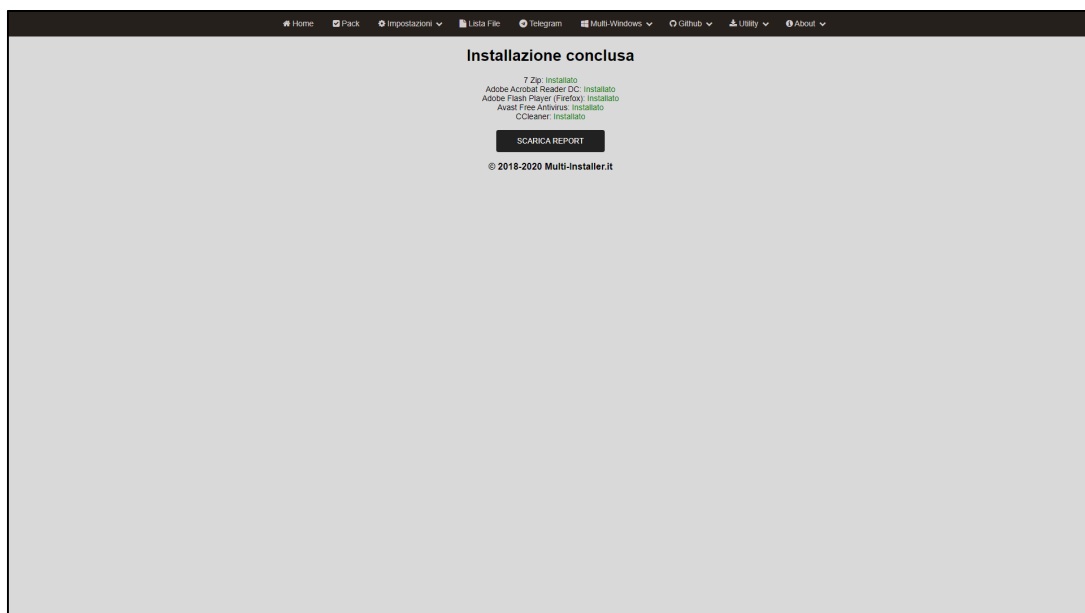 Home Pack Impostazioni Lista File Telegram Multi-Windows Github Utility About
Installazione conclusa
7 Zip: Installato
Adobe Acrobat Reader DC: Installato
Adobe Flash Player (Firefox): Installato
Avast Free Antivirus: Installato
CCleaner: Installato
SCARICA REPORT
© 2018-2020 Multi-Installer.it